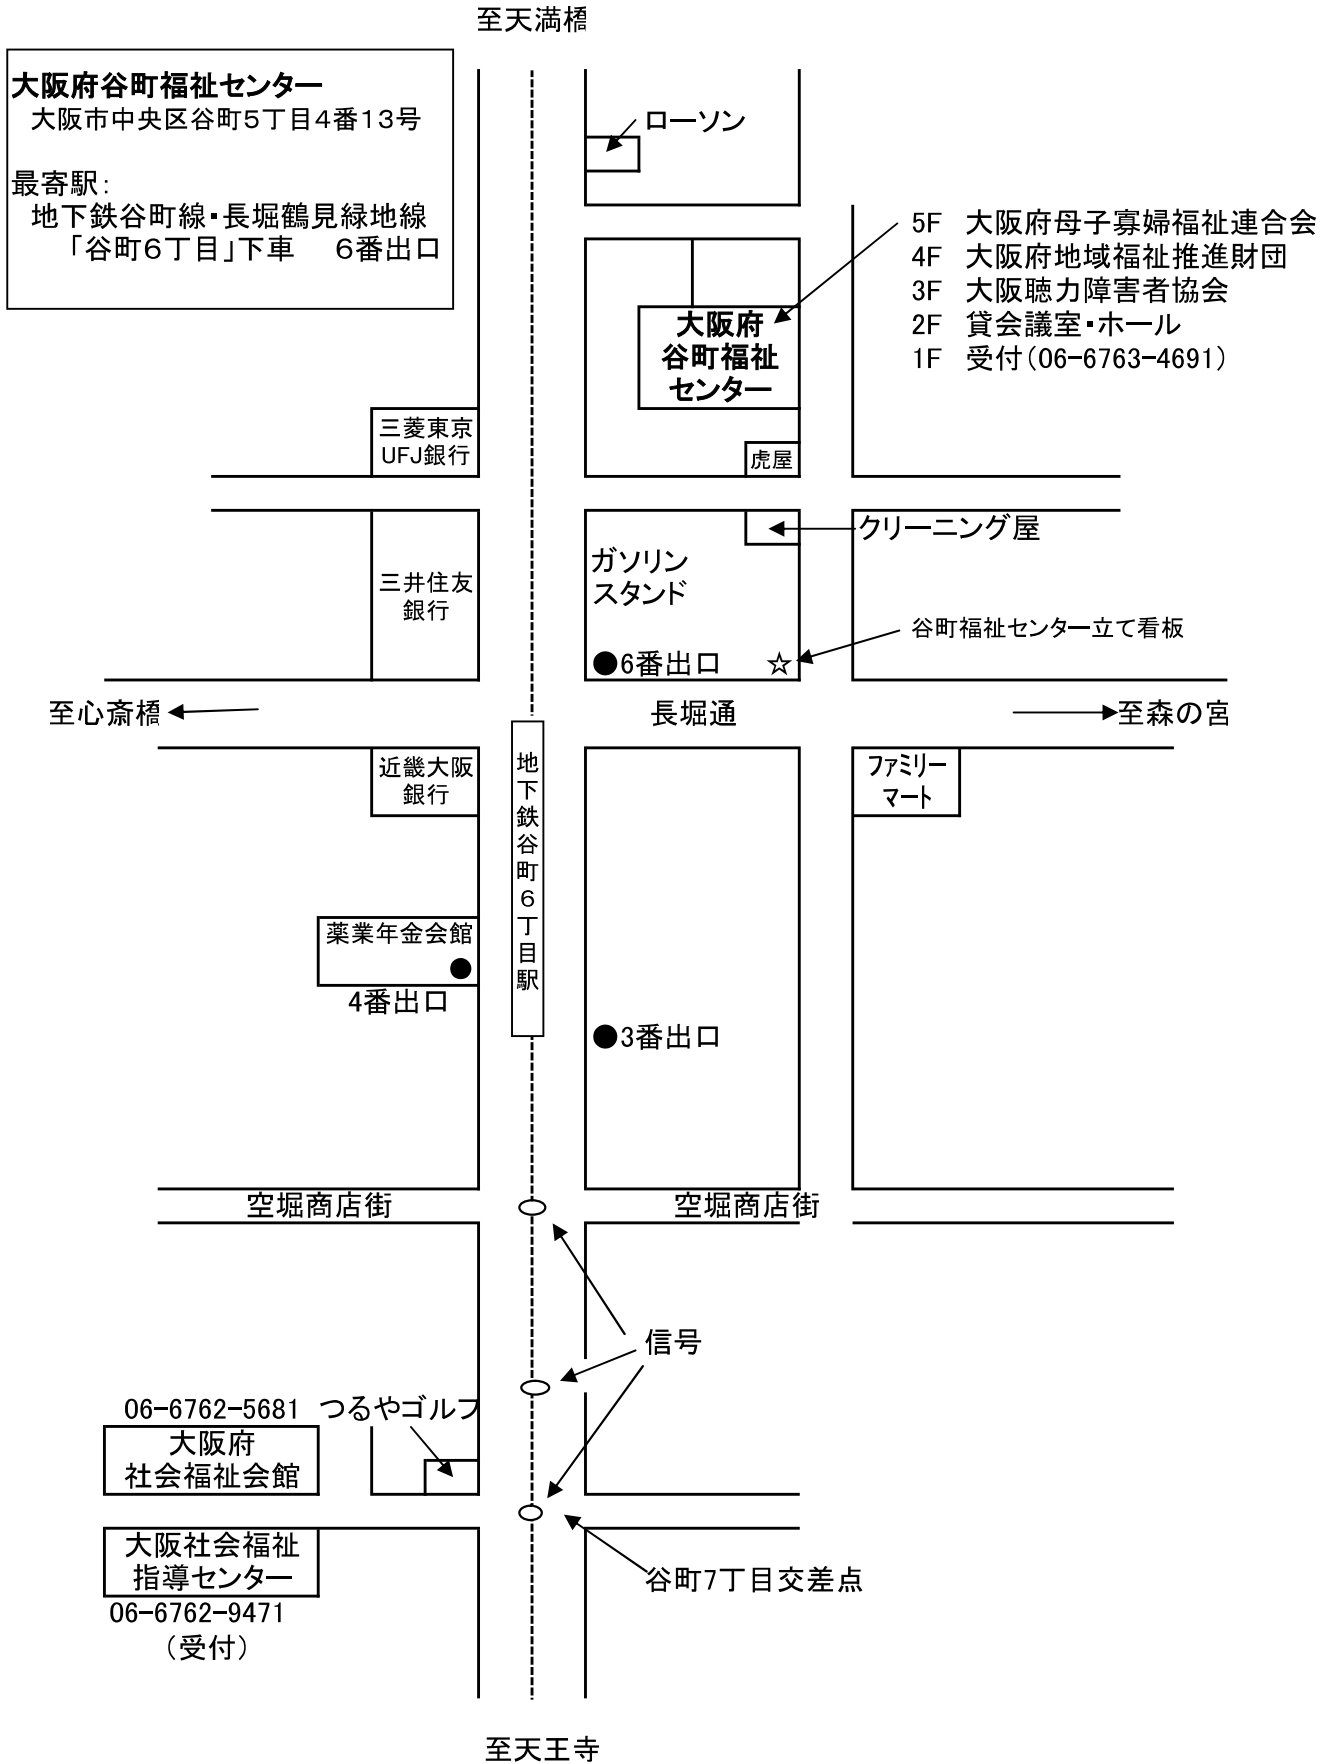 至天満橋
大阪府谷町福祉センター
大阪市中央区谷町5丁目4番13号
最寄駅:
地下鉄谷町線・長堀鶴見緑地線
「谷町6丁目」下車　6番出口
ローソン
5F　大阪府母子寡婦福祉連合会
4F　大阪府地域福祉推進財団
3F　大阪聴力障害者協会
2F　貸会議室・ホール
1F　受付(06-6763-4691)
大阪府
谷町福祉
センター
三菱東京
UFJ銀行
虎屋
クリーニング屋
ガソリン
スタンド
三井住友
銀行
谷町福祉センター立て看板
●6番出口　☆
至心斎橋
長堀通
至森の宮
地下鉄谷町6丁目駅
近畿大阪
銀行
ファミリー
マート
薬業年金会館
●
4番出口
●3番出口
空堀商店街
空堀商店街
信号
06-6762-5681
つるやゴルフ
大阪府
社会福祉会館
大阪社会福祉
指導センター
06-6762-9471
(受付)
谷町7丁目交差点
至天王寺